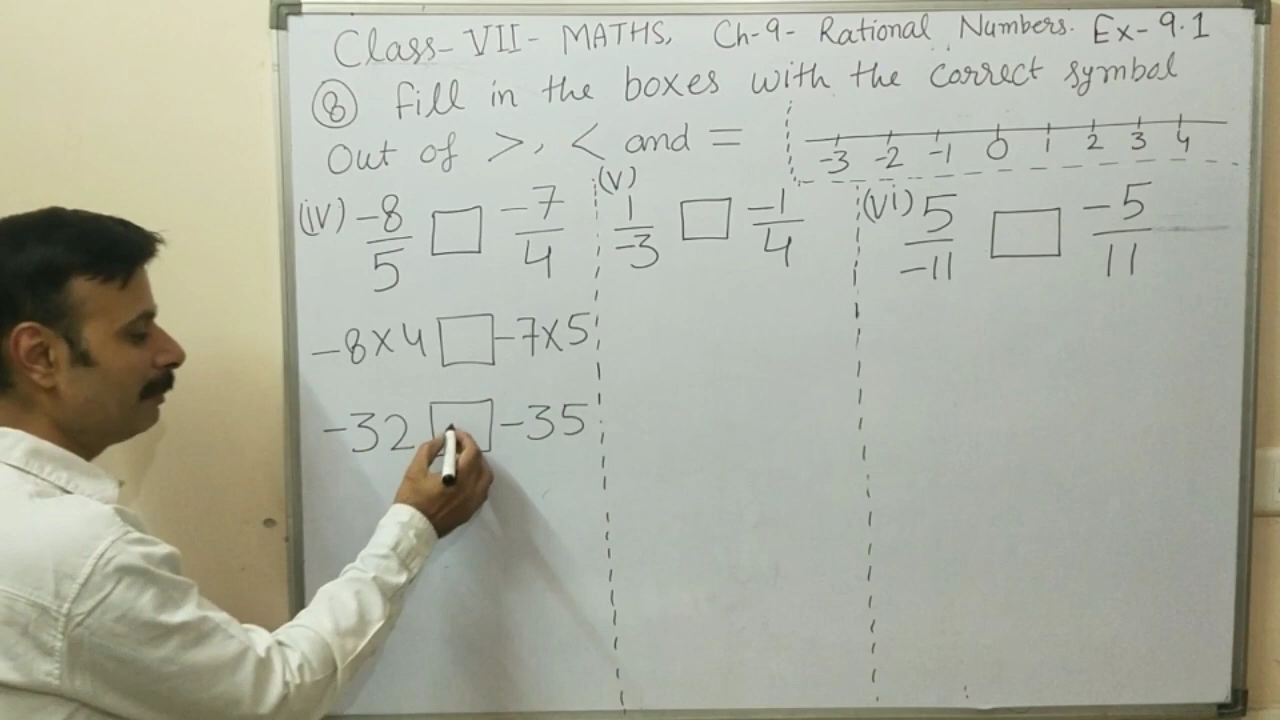 Class-VII-MATHS, Ch-9- Rational Numbers. Ex-9.1
⑧ Fill in the boxes with the correct symbol
Out of >, < and =
-3 -2 -1 0 1 2 3 4
(iv) -8/5 □ -7/4
-8×4 □ -7×5
-32 □ -35
(v) 1/-3 □ -1/4
(vi) 5/-11 □ -5/11